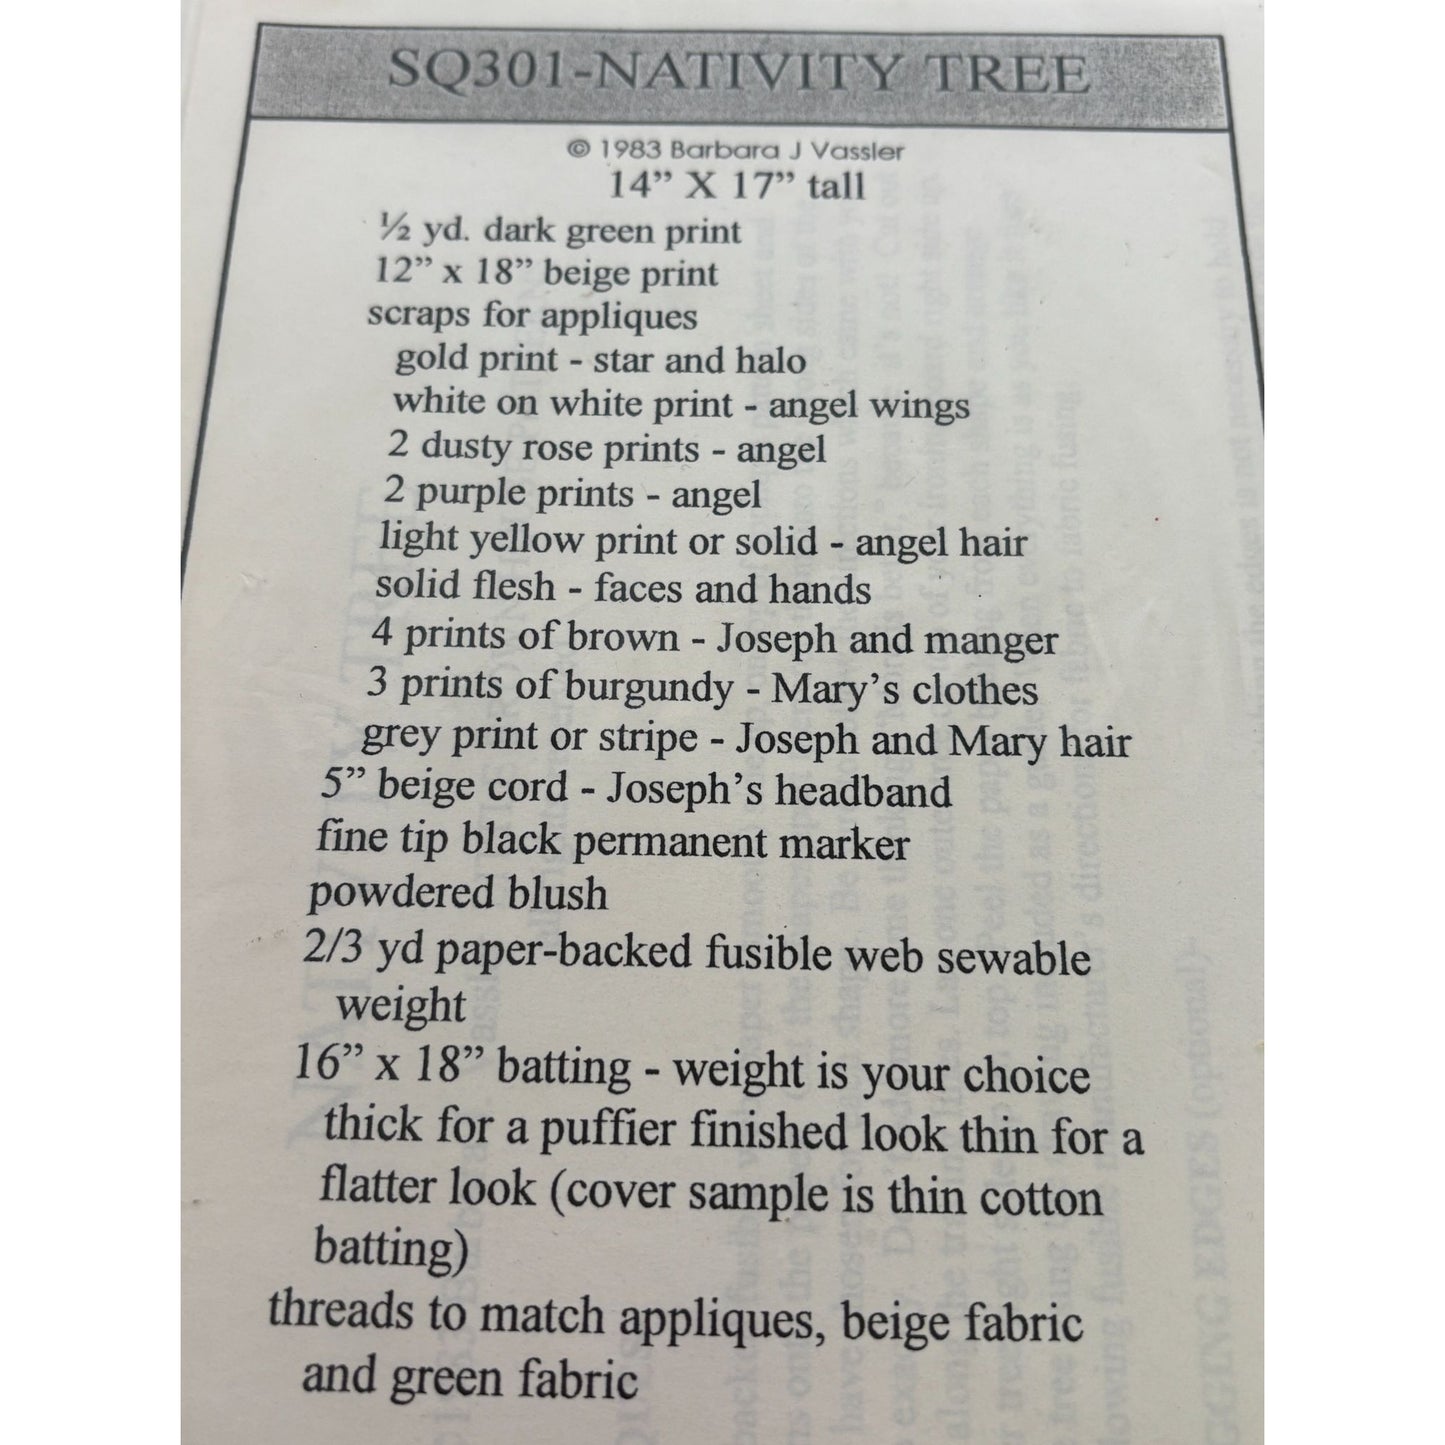 SQ301-NATIVITY TREE
© 1983 Barbara J Vassler
14” X 17” tall
½ yd. dark green print
12” x 18” beige print
scraps for appliques
gold print - star and halo
white on white print - angel wings
2 dusty rose prints - angel
2 purple prints - angel
light yellow print or solid - angel hair
solid flesh - faces and hands
4 prints of brown - Joseph and manger
3 prints of burgundy - Mary’s clothes
grey print or stripe - Joseph and Mary hair
5” beige cord - Joseph’s headband
fine tip black permanent marker
powdered blush
2/3 yd paper-backed fusible web sewable
weight
16” x 18” batting - weight is your choice
thick for a puffier finished look thin for a
flatter look (cover sample is thin cotton
batting)
threads to match appliques, beige fabric
and green fabric